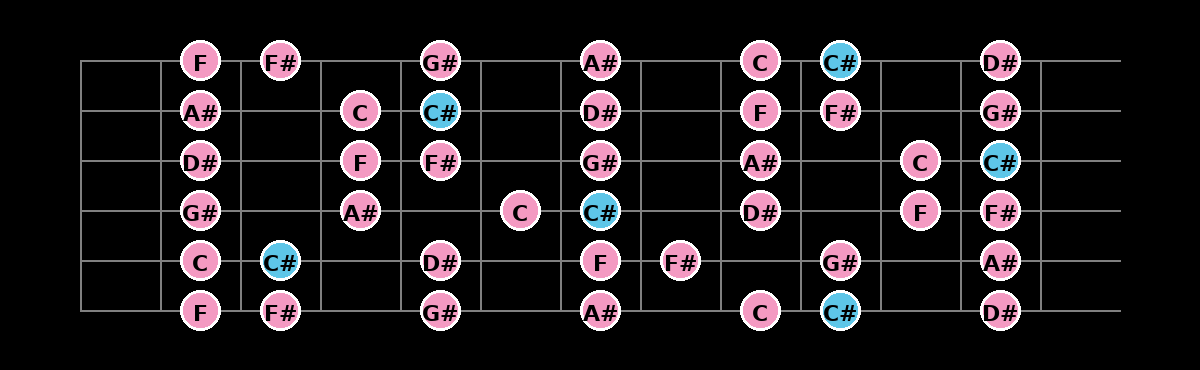 F F# G# A# C C# D#
A# C C# D# F F# G#
D# F F# G# A# C C#
G# A# C C# D# F F#
C C# D# F F# G# A#
F F# G# A# C C# D#